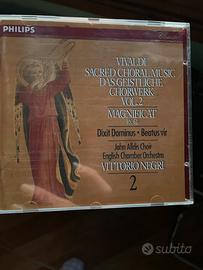 PHILIPS
VIVALDI
SACRED CHORAL MUSIC
DAS GEISTLICHE
CHORWERK
VOL. 2
MAGNIFICAT
Dixit Dominus · Beatus vir
John Alldis Choir
English Chamber Orchestra
VITTORIO NEGRI
2
subito